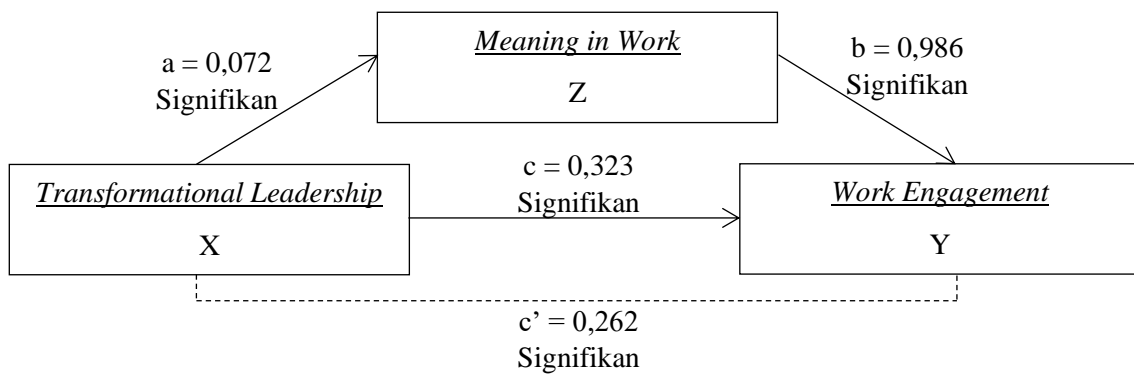 Meaning in Work
Z
a = 0,072
Signifikan
b = 0,986
Signifikan
Transformational Leadership
X
c = 0,323
Signifikan
Work Engagement
Y
c’ = 0,262
Signifikan